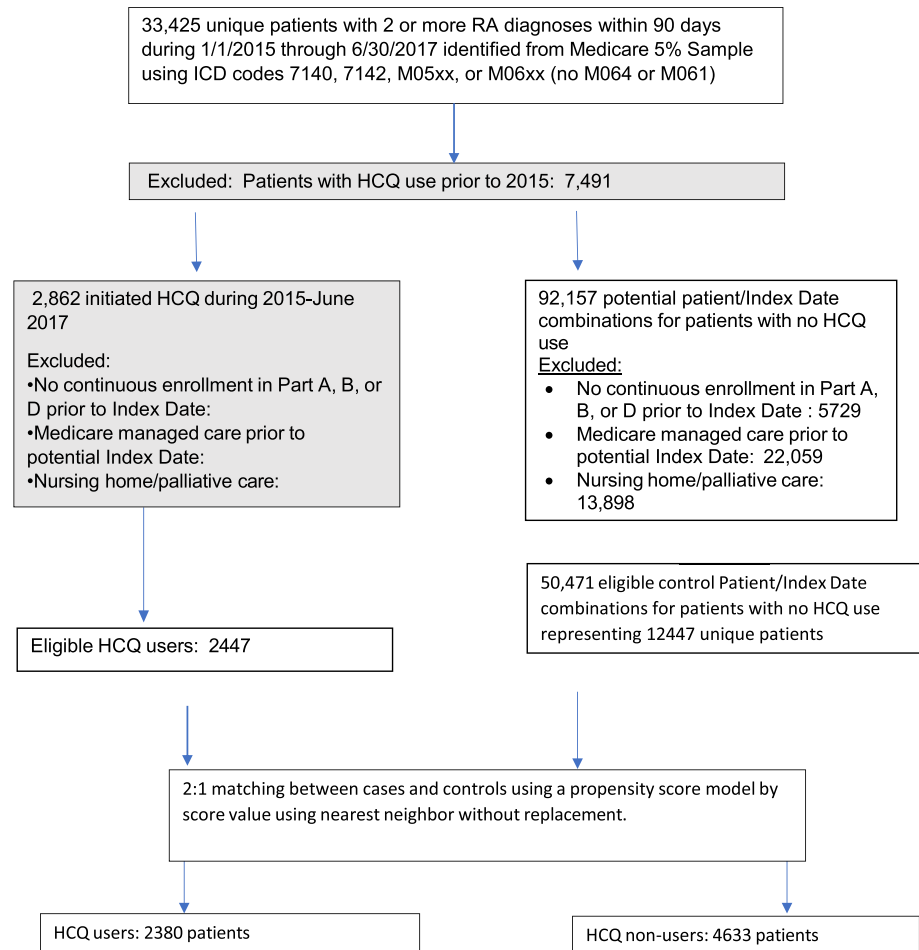 33,425 unique patients with 2 or more RA diagnoses within 90 days
during 1/1/2015 through 6/30/2017 identified from Medicare 5% Sample
using ICD codes 7140, 7142, M05xx, or M06xx (no M064 or M061)
Excluded: Patients with HCQ use prior to 2015: 7,491
2,862 initiated HCQ during 2015-June
2017
Excluded:
•No continuous enrollment in Part A, B, or
D prior to Index Date:
•Medicare managed care prior to
potential Index Date:
•Nursing home/palliative care:
92,157 potential patient/Index Date
combinations for patients with no HCQ
use
Excluded:
• No continuous enrollment in Part A,
B, or D prior to Index Date : 5729
• Medicare managed care prior to
potential Index Date: 22,059
• Nursing home/palliative care:
13,898
50,471 eligible control Patient/Index Date
combinations for patients with no HCQ use
representing 12447 unique patients
Eligible HCQ users: 2447
2:1 matching between cases and controls using a propensity score model by
score value using nearest neighbor without replacement.
HCQ users: 2380 patients
HCQ non-users: 4633 patients